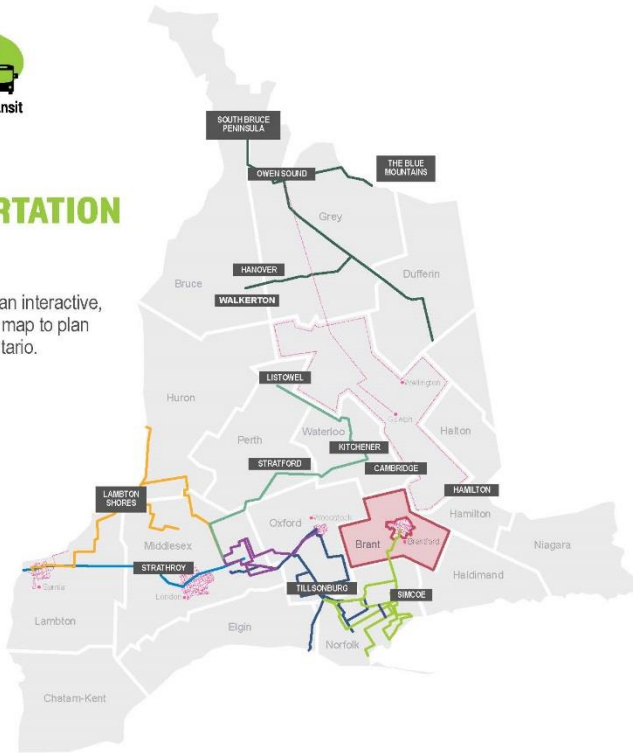 nsit
RTATION
an interactive,
map to plan
tario.
SOUTH BRUCE
PENINSULA
OWEN SOUND
THE BLUE
MOUNTAINS
Grey
Dufferin
Bruce
HANOVER
WALKERTON
LISTOWEL
Wellington
Guelph
Huron
Perth
Waterloo
Halton
KITCHENER
STRATFORD
CAMBRIDGE
HAMILTON
Hamilton
LAMBTON
SHORES
Oxford
Woodstock
Brant
Brantford
Niagara
Middlesex
STRATHROY
London
Sarnia
TILLSONBURG
SIMCOE
Haldimand
Lambton
Elgin
Norfolk
Chatam-Kent